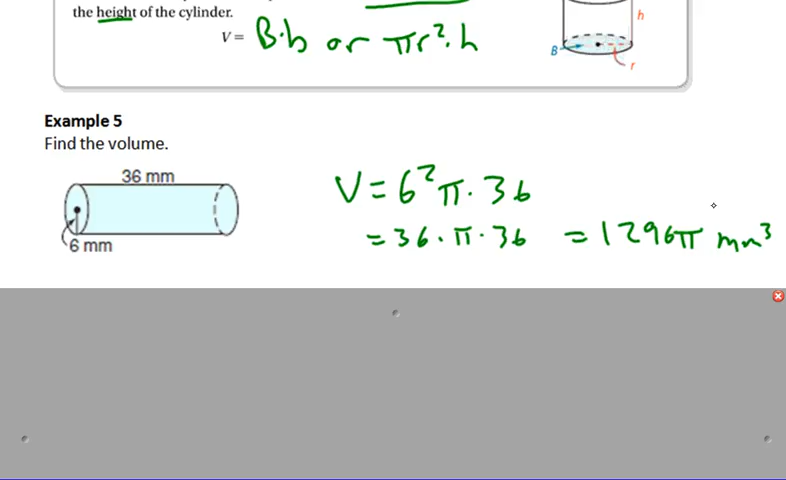 the height of the cylinder.
V = B·h or πr²·h
h
B
r
Example 5
Find the volume.
36 mm
6 mm
V = 6²π · 36
= 36 · π · 36 = 1296π mm³